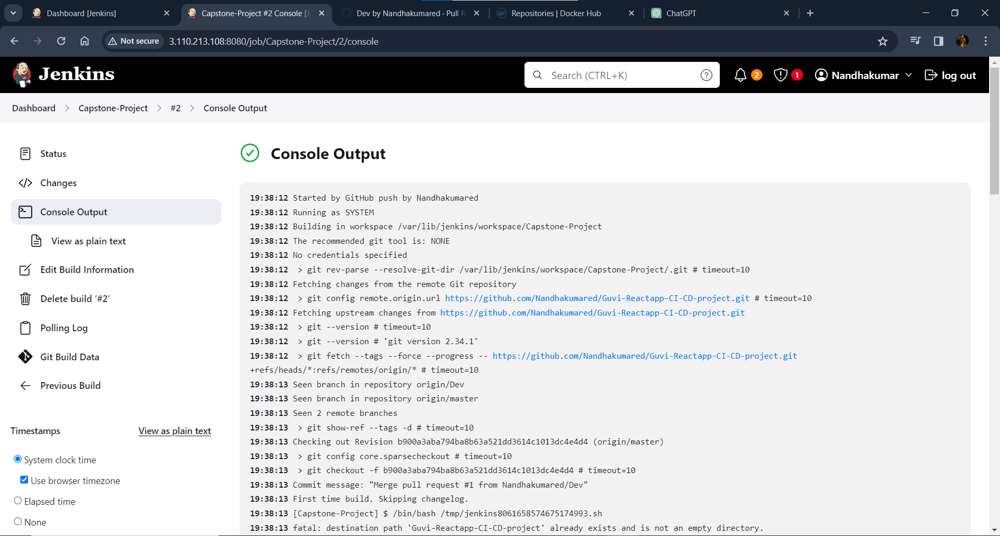 Dashboard [Jenkins]
Capstone-Project #2 Console [J
Dev by Nandhakumared · Pull R
Repositories | Docker Hub
ChatGPT
Not secure
3.110.213.108:8080/job/Capstone-Project/2/console
Jenkins
Search (CTRL+K)
?
2
1
Nandhakumar
log out
Dashboard
Capstone-Project
#2
Console Output
Status
Changes
Console Output
View as plain text
Edit Build Information
Delete build ‘#2’
Polling Log
Git Build Data
Previous Build
Timestamps
View as plain text
System clock time
Use browser timezone
Elapsed time
None
Console Output
19:38:12 Started by GitHub push by Nandhakumared
19:38:12 Running as SYSTEM
19:38:12 Building in workspace /var/lib/jenkins/workspace/Capstone-Project
19:38:12 The recommended git tool is: NONE
19:38:12 No credentials specified
19:38:12  > git rev-parse --resolve-git-dir /var/lib/jenkins/workspace/Capstone-Project/.git # timeout=10
19:38:12 Fetching changes from the remote Git repository
19:38:12  > git config remote.origin.url https://github.com/Nandhakumared/Guvi-Reactapp-CI-CD-project.git # timeout=10
19:38:12 Fetching upstream changes from https://github.com/Nandhakumared/Guvi-Reactapp-CI-CD-project.git
19:38:12  > git --version # timeout=10
19:38:12  > git --version # 'git version 2.34.1'
19:38:12  > git fetch --tags --force --progress -- https://github.com/Nandhakumared/Guvi-Reactapp-CI-CD-project.git
+refs/heads/*:refs/remotes/origin/* # timeout=10
19:38:13 Seen branch in repository origin/Dev
19:38:13 Seen branch in repository origin/master
19:38:13 Seen 2 remote branches
19:38:13  > git show-ref --tags -d # timeout=10
19:38:13 Checking out Revision b900a3aba794ba8b63a521dd3614c1013dc4e4d4 (origin/master)
19:38:13  > git config core.sparsecheckout # timeout=10
19:38:13  > git checkout -f b900a3aba794ba8b63a521dd3614c1013dc4e4d4 # timeout=10
19:38:13 Commit message: "Merge pull request #1 from Nandhakumared/Dev"
19:38:13 First time build. Skipping changelog.
19:38:13 [Capstone-Project] $ /bin/bash /tmp/jenkins8061658574675174993.sh
19:38:13 fatal: destination path 'Guvi-Reactapp-CI-CD-project' already exists and is not an empty directory.